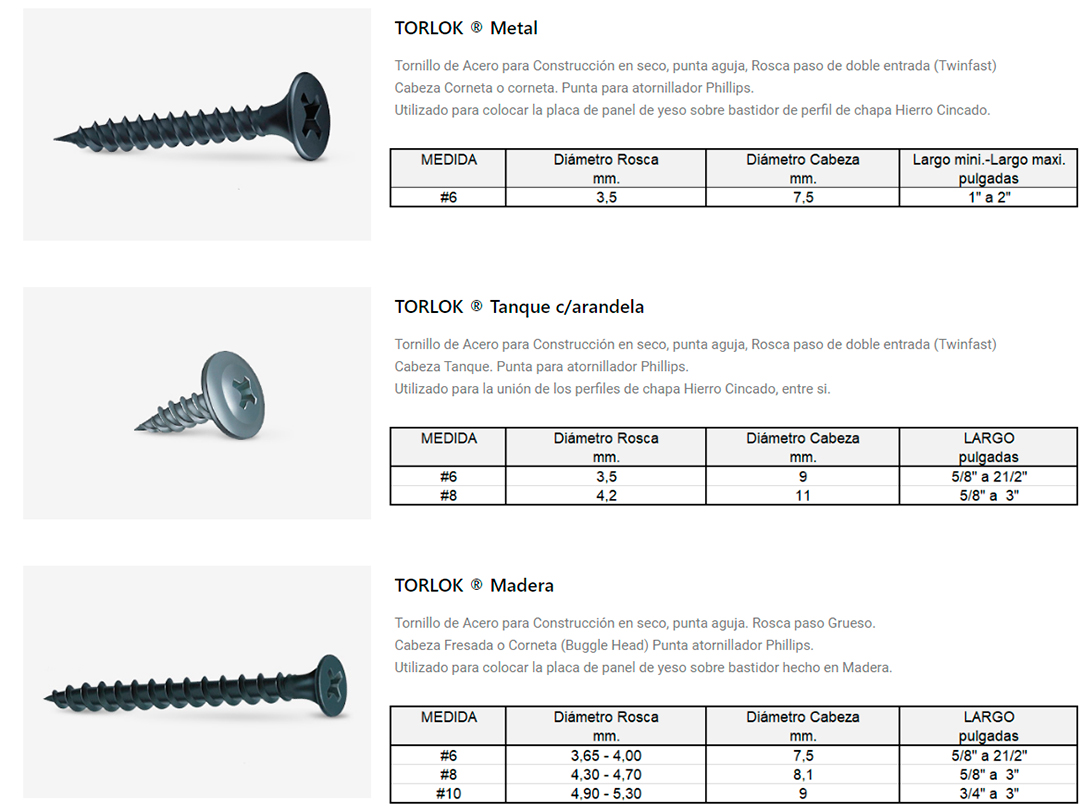 TORLOK ® Metal
Tornillo de Acero para Construcción en seco, punta aguja, Rosca paso de doble entrada (Twinfast)
Cabeza Corneta o corneta. Punta para atornillador Phillips.
Utilizado para colocar la placa de panel de yeso sobre bastidor de perfil de chapa Hierro Cincado.
MEDIDA Diámetro Rosca Diámetro Cabeza Largo mini.-Largo maxi.
mm. mm. pulgadas
#6 3,5 7,5 1" a 2"
TORLOK ® Tanque c/arandela
Tornillo de Acero para Construcción en seco, punta aguja, Rosca paso de doble entrada (Twinfast)
Cabeza Tanque. Punta para atornillador Phillips.
Utilizado para la unión de los perfiles de chapa Hierro Cincado, entre si.
MEDIDA Diámetro Rosca Diámetro Cabeza LARGO
mm. mm. pulgadas
#6 3,5 9 5/8" a 21/2"
#8 4,2 11 5/8" a 3"
TORLOK ® Madera
Tornillo de Acero para Construcción en seco, punta aguja. Rosca paso Grueso.
Cabeza Fresada o Corneta (Buggle Head) Punta atornillador Phillips.
Utilizado para colocar la placa de panel de yeso sobre bastidor hecho en Madera.
MEDIDA Diámetro Rosca Diámetro Cabeza LARGO
mm. mm. pulgadas
#6 3,65 - 4,00 7,5 5/8" a 21/2"
#8 4,30 - 4,70 8,1 5/8" a 3"
#10 4,90 - 5,30 9 3/4" a 3"